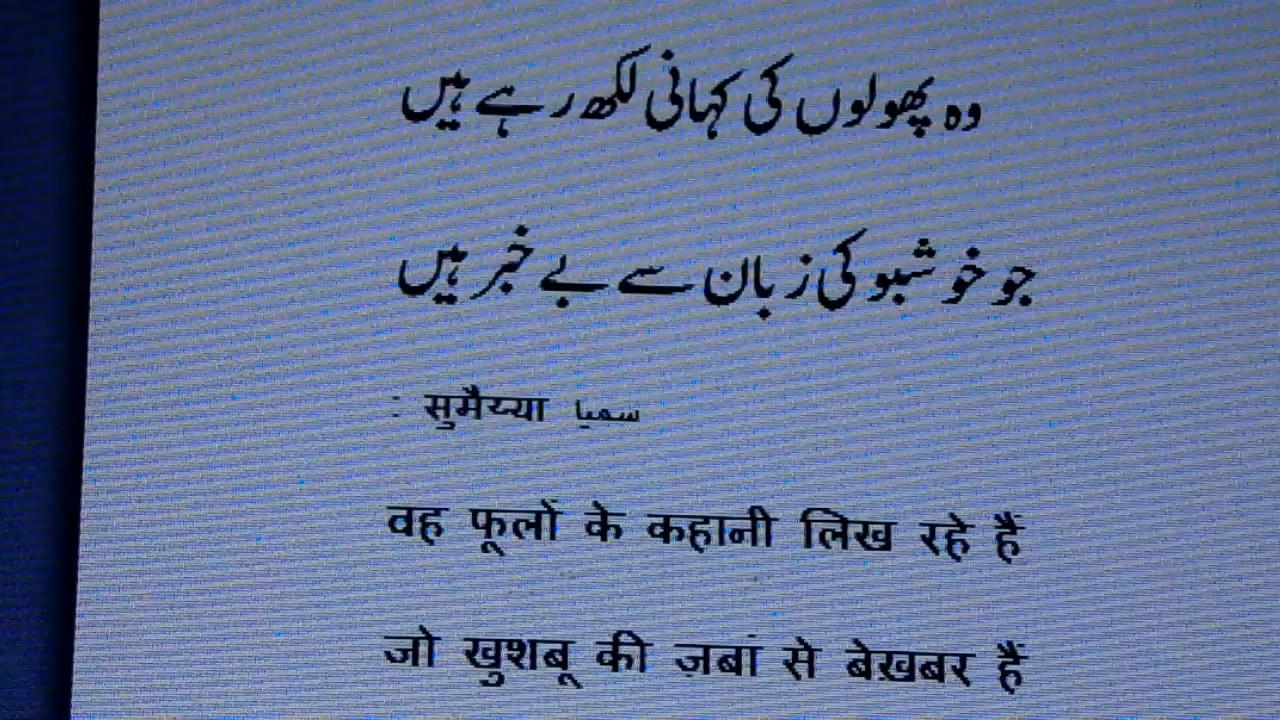 وہ پھولوں کی کہانی لکھ رہے ہیں
جو خوشبو کی زبان سے بے خبر ہیں
: सुमैय्या سمیا
वह फूलों के कहानी लिख रहे हैं
जो खुशबू की ज़बां से बेख़बर हैं